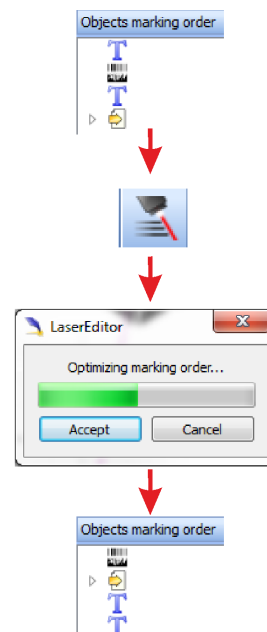 Objects marking order
T
T
LaserEditor
Optimizing marking order...
Accept Cancel
Objects marking order
T
T